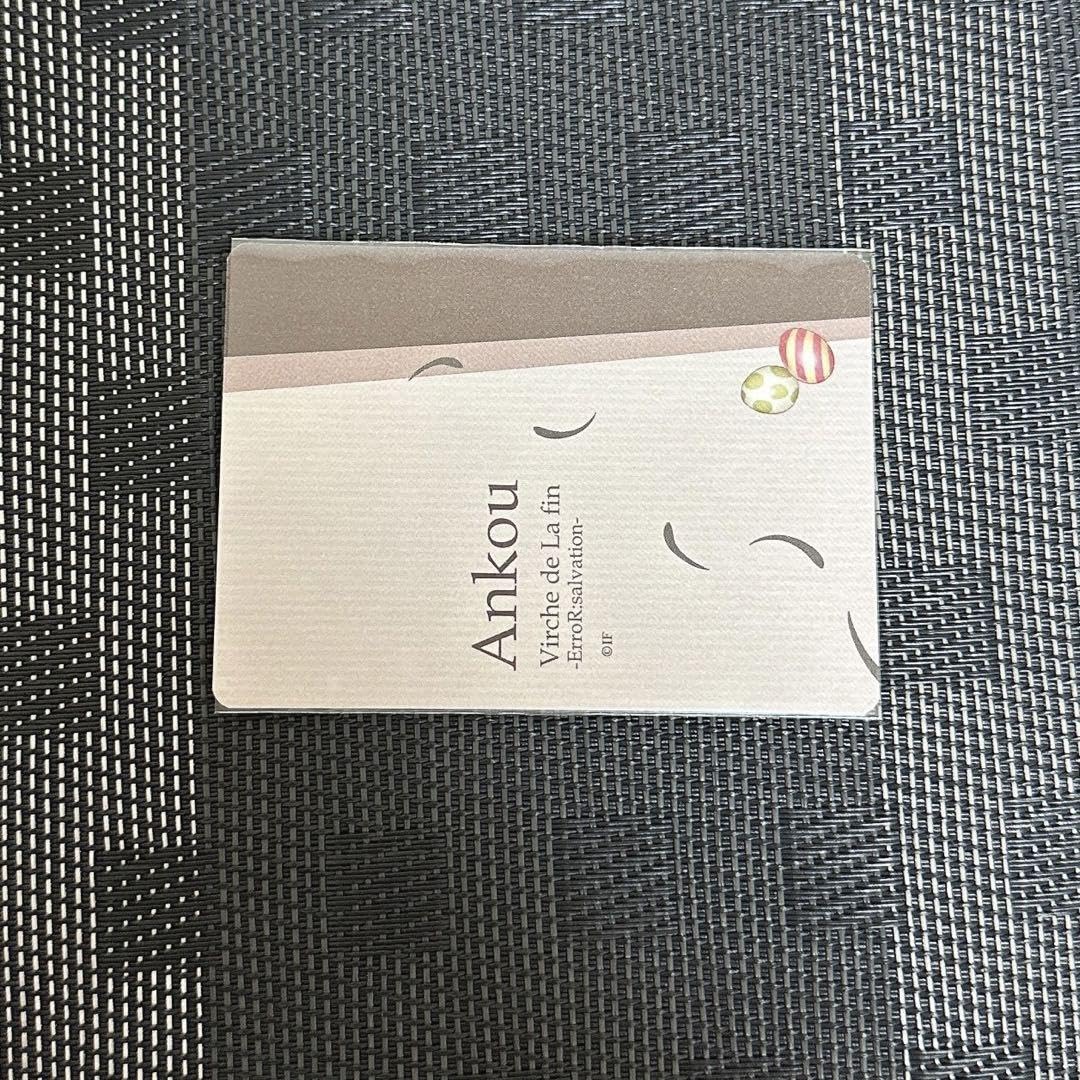 Ankou
Virche de La fin
-ErroR:salvation-
©IF